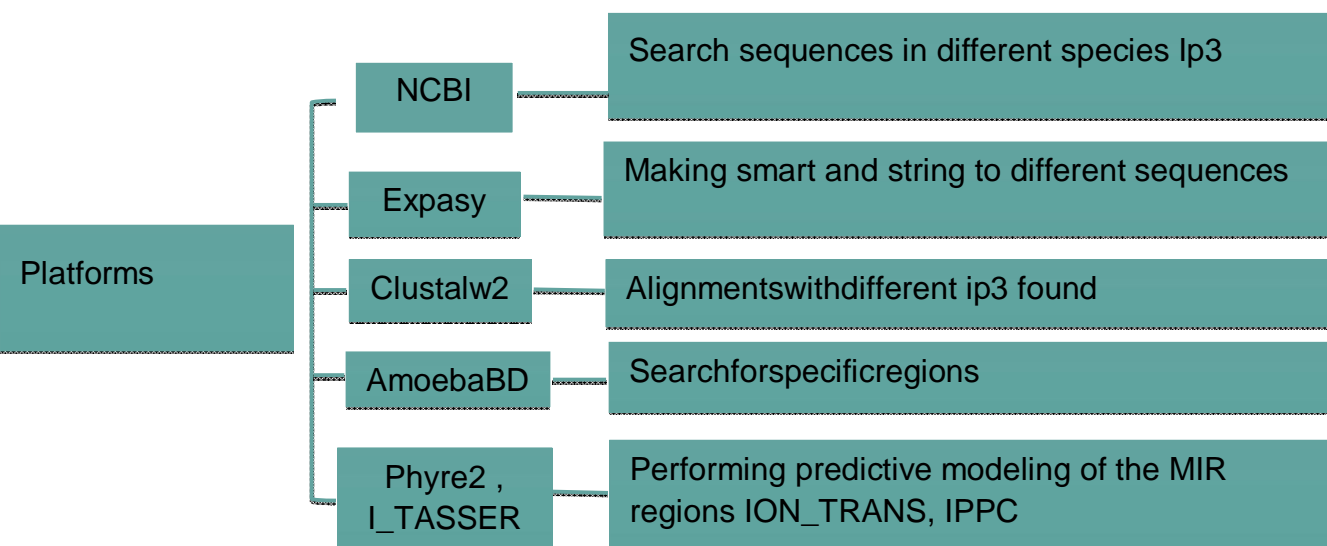 Platforms
NCBI
Search sequences in different species Ip3
Expasy
Making smart and string to different sequences
Clustalw2
Alignmentswithdifferent ip3 found
AmoebaBD
Searchforspecificregions
Phyre2 ,
I_TASSER
Performing predictive modeling of the MIR
regions ION_TRANS, IPPC